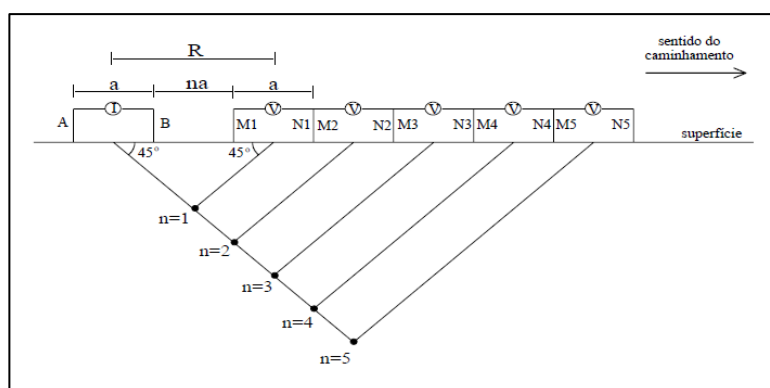 sentido do
caminhamento
R
a na a
I V V V V V
A B M1 N1 M2 N2 M3 N3 M4 N4 M5 N5
superfície
45° 45°
n=1
n=2
n=3
n=4
n=5